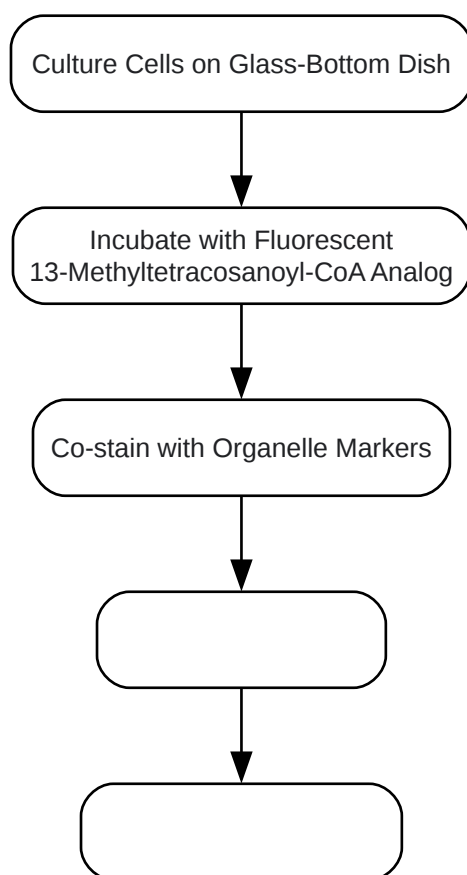 Culture Cells on Glass-Bottom Dish
Incubate with Fluorescent
13-Methyltetracosanoyl-CoA Analog
Co-stain with Organelle Markers